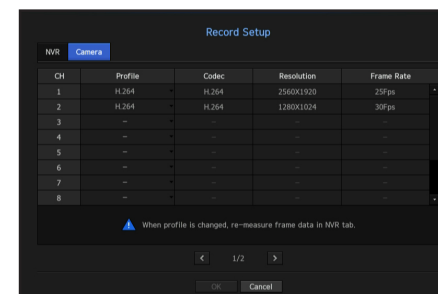 Record Setup
NVR Camera
CH Profile Codec Resolution Frame Rate
1 H.264 H.264 2560X1920 25Fps
2 H.264 H.264 1280X1024 30Fps
3 - - - -
4 - - - -
5 - - - -
6 - - - -
7 - - - -
8 - - - -
When profile is changed, re-measure frame data in NVR tab.
< 1/2 >
OK Cancel